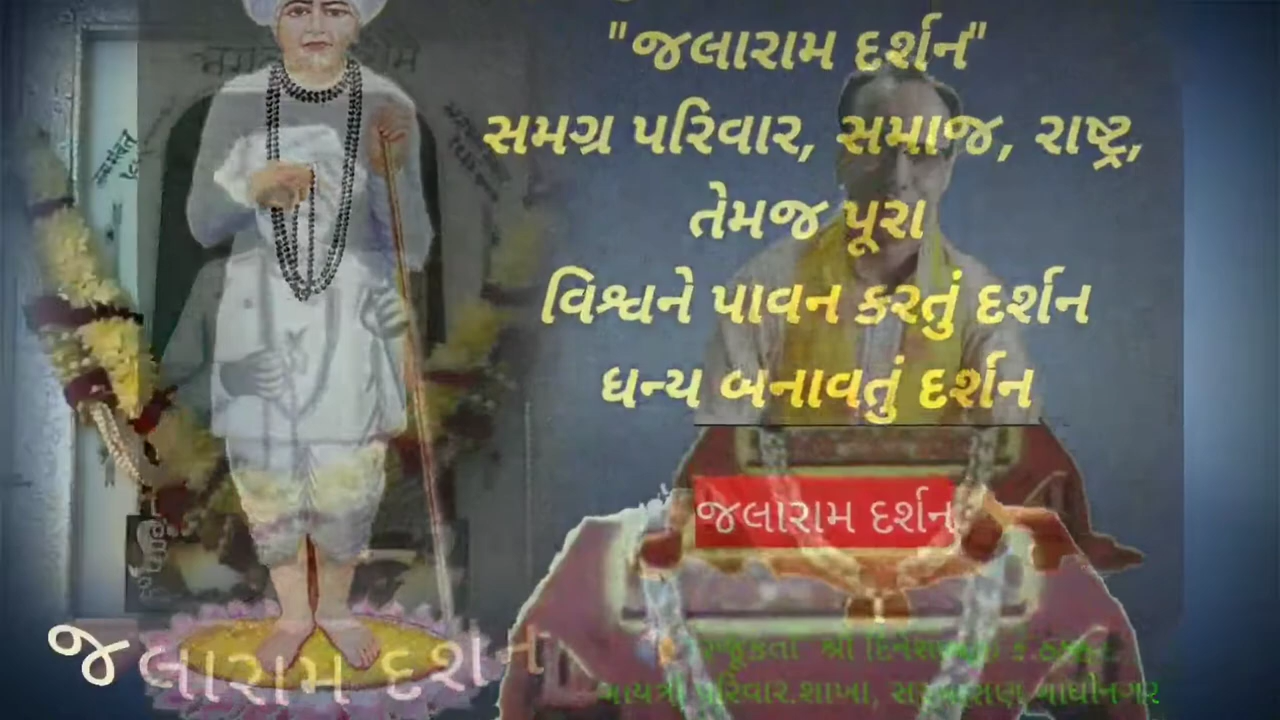 "જલારામ દર્શન"
સમગ્ર પરિવાર, સમાજ, રાષ્ટ્ર,
તેમજ પૂરા
વિશ્વને પાવન કરતું દર્શન
ધન્ય બનાવતું દર્શન
જલારામ દર્શન
જલારામ દર્શન
શ્રી
ગાયત્રી પરિવાર.શાખા,